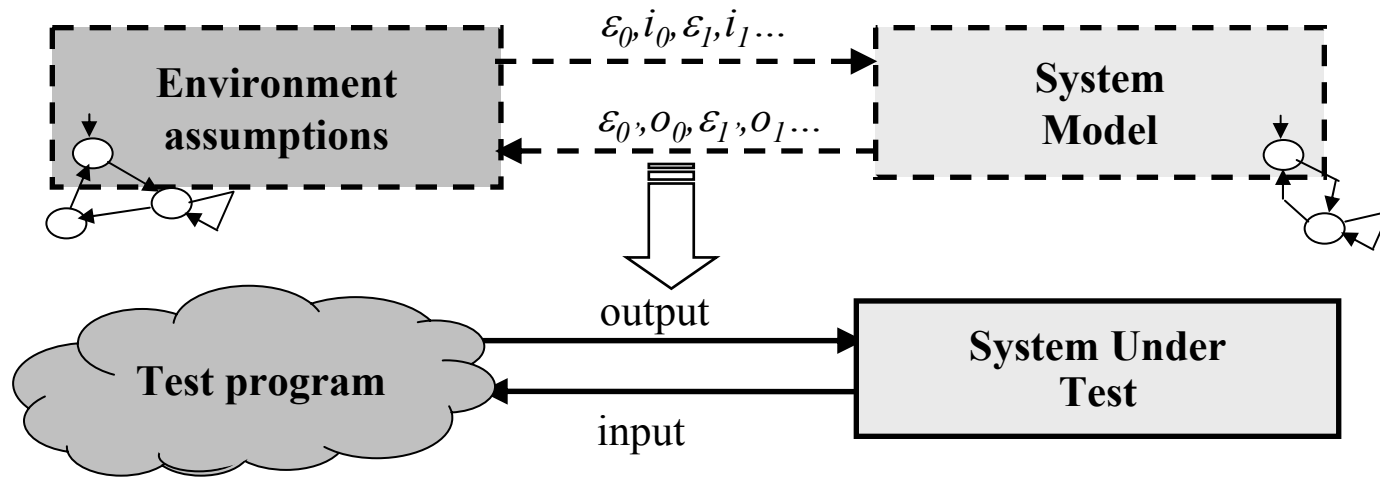 ε₀,i₀,ε₁,i₁...
Environment
assumptions
System
Model
ε₀',o₀,ε₁',o₁...
output
Test program
System Under
Test
input